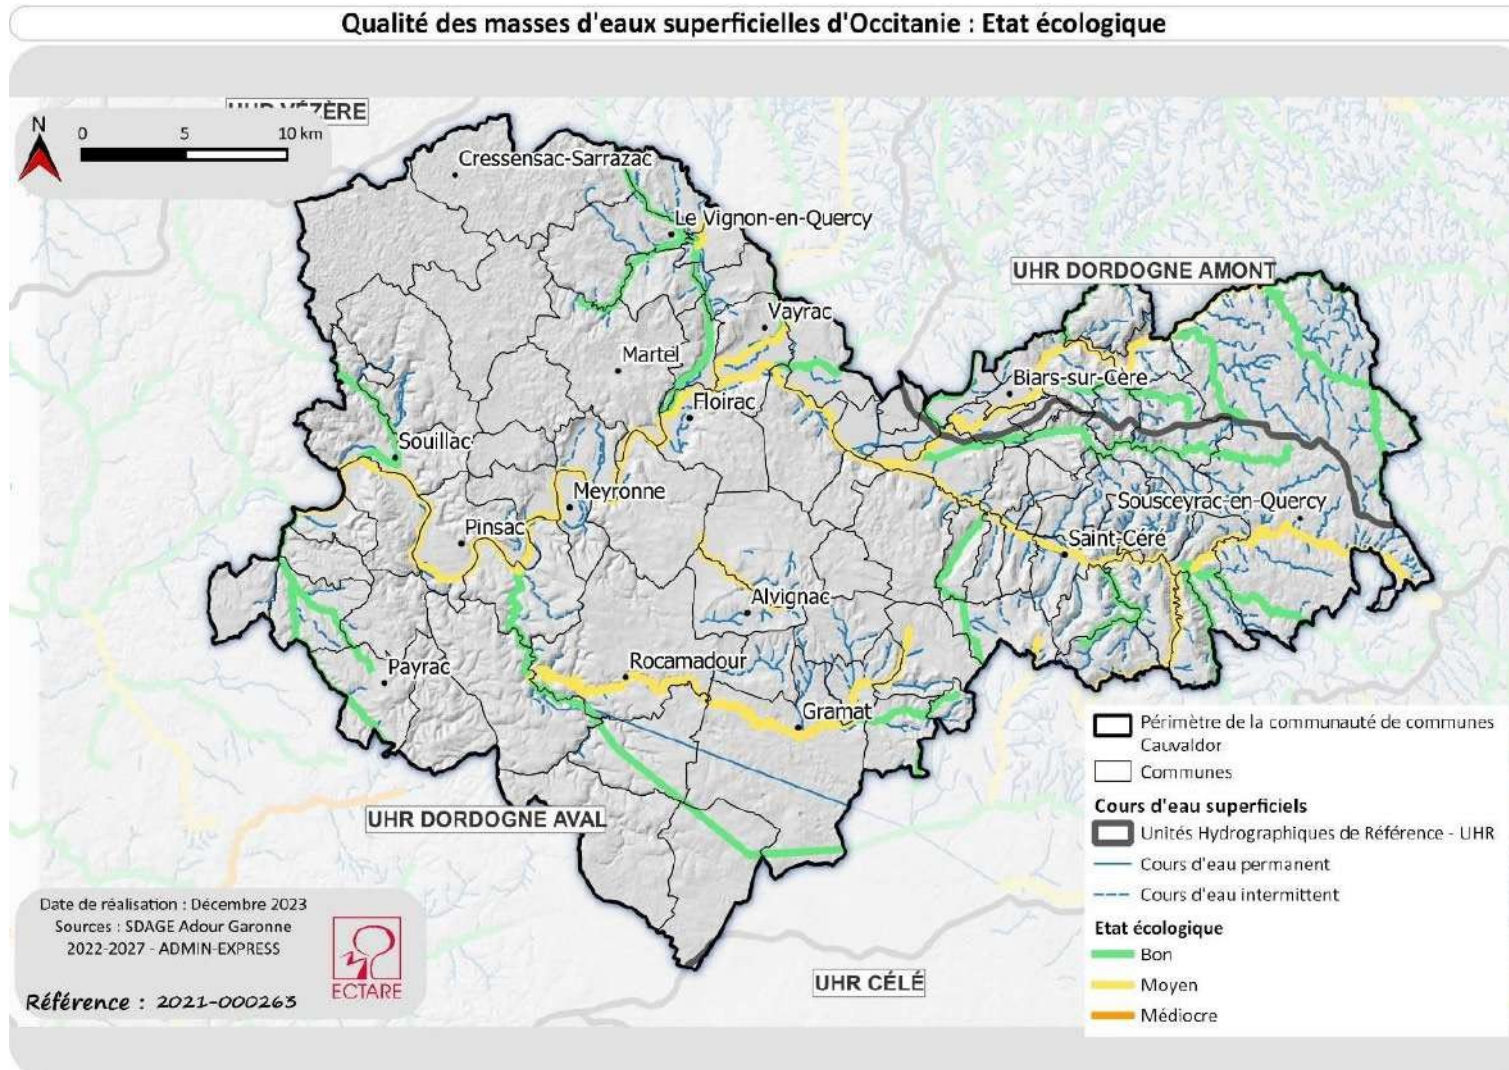 Qualité des masses d'eaux superficielles d'Occitanie : Etat écologique
UHR VÉZÈRE
N
0 5 10 km
Cressensac-Sarrazac
Le Vignon-en-Quercy
UHR DORDOGNE AMONT
Vayrac
Martel
Biars-sur-Cère
Floirac
Souillac
Meyronne
Sousceyrac-en-Quercy
Pinsac
Saint-Céré
Alvignac
Payrac
Rocamadour
Gramat
UHR DORDOGNE AVAL
UHR CÉLÉ
Périmètre de la communauté de communes
Cauvaldor
Communes
Cours d'eau superficiels
Unités Hydrographiques de Référence - UHR
Cours d'eau permanent
Cours d'eau intermittent
Etat écologique
Bon
Moyen
Médiocre
Date de réalisation : Décembre 2023
Sources : SDAGE Adour Garonne
2022-2027 - ADMIN-EXPRESS
Référence : 2021-000263
ECTARE